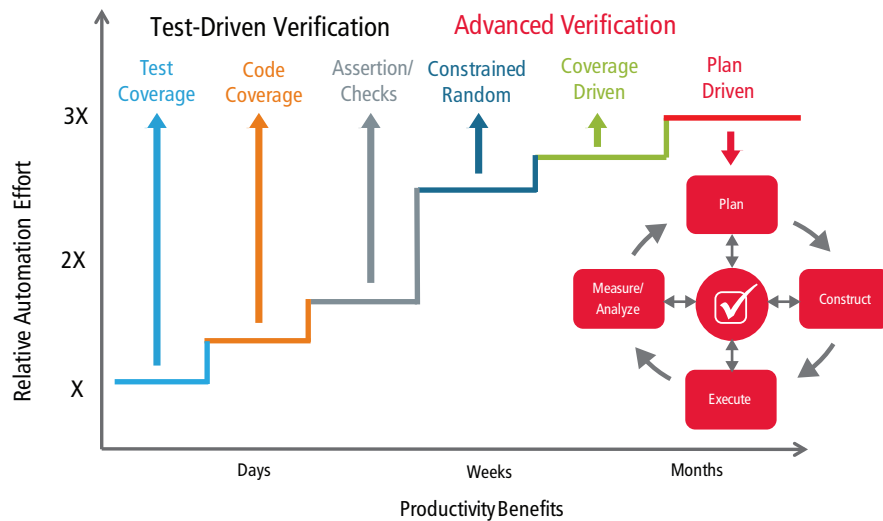 Test-Driven Verification
Advanced Verification
Test
Coverage
Code
Coverage
Assertion/
Checks
Constrained
Random
Coverage
Driven
Plan
Driven
3X
2X
X
Relative Automation Effort
Plan
Measure/
Analyze
Construct
Execute
Days
Weeks
Months
Productivity Benefits